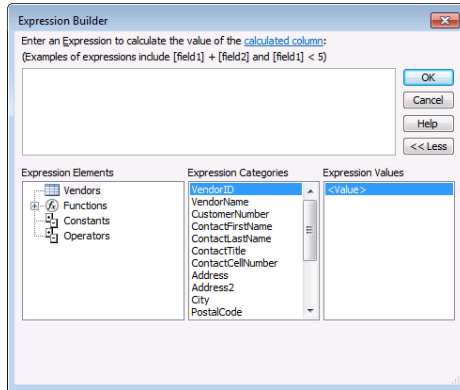 Expression Builder
Enter an Expression to calculate the value of the calculated column:
(Examples of expressions include [field1] + [field2] and [field1] < 5)
OK
Cancel
Help
<< Less
Expression Elements
Expression Categories
Expression Values
Vendors
Functions
Constants
Operators
VendorID
VendorName
CustomerNumber
ContactFirstName
ContactLastName
ContactTitle
ContactCellNumber
Address
Address2
City
PostalCode
<Value>